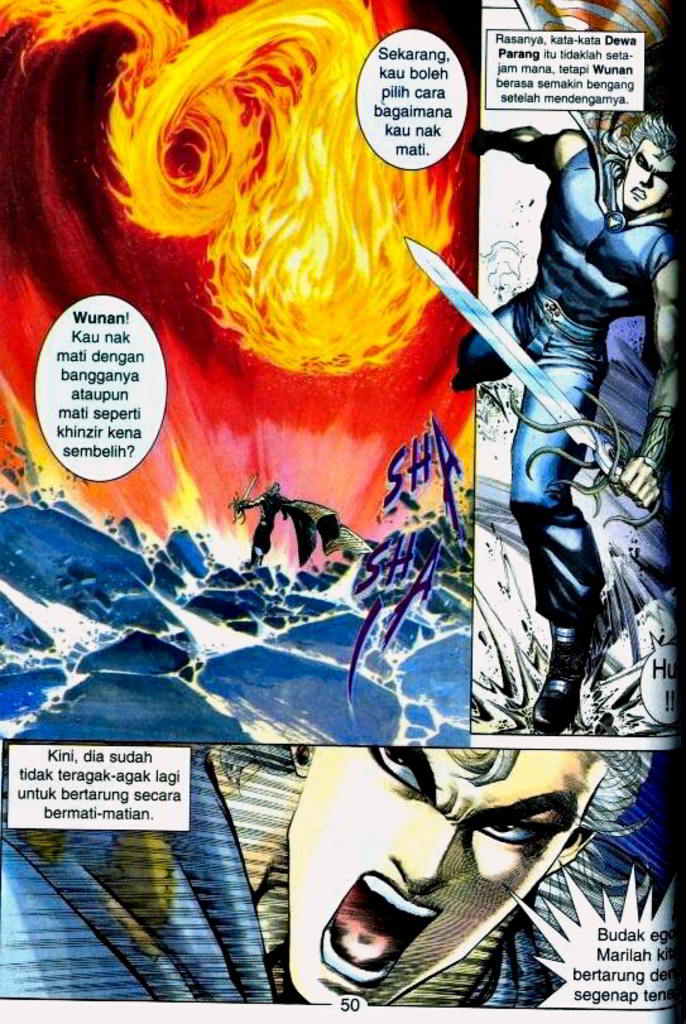 Sekarang,
kau boleh
pilih cara
bagaimana
kau nak
mati.
Wunan!
Kau nak
mati dengan
bangganya
ataupun
mati seperti
khinzir kena
sembelih?
SHA
SHA
Rasanya, kata-kata Dewa
Parang itu tidaklah seta-
jam mana, tetapi Wunan
berasa semakin bengang
setelah mendengarnya.
!!
Kini, dia sudah
tidak teragak-agak lagi
untuk bertarung secara
bermati-matian.
Budak
Marilah
bertarung
segenap
50